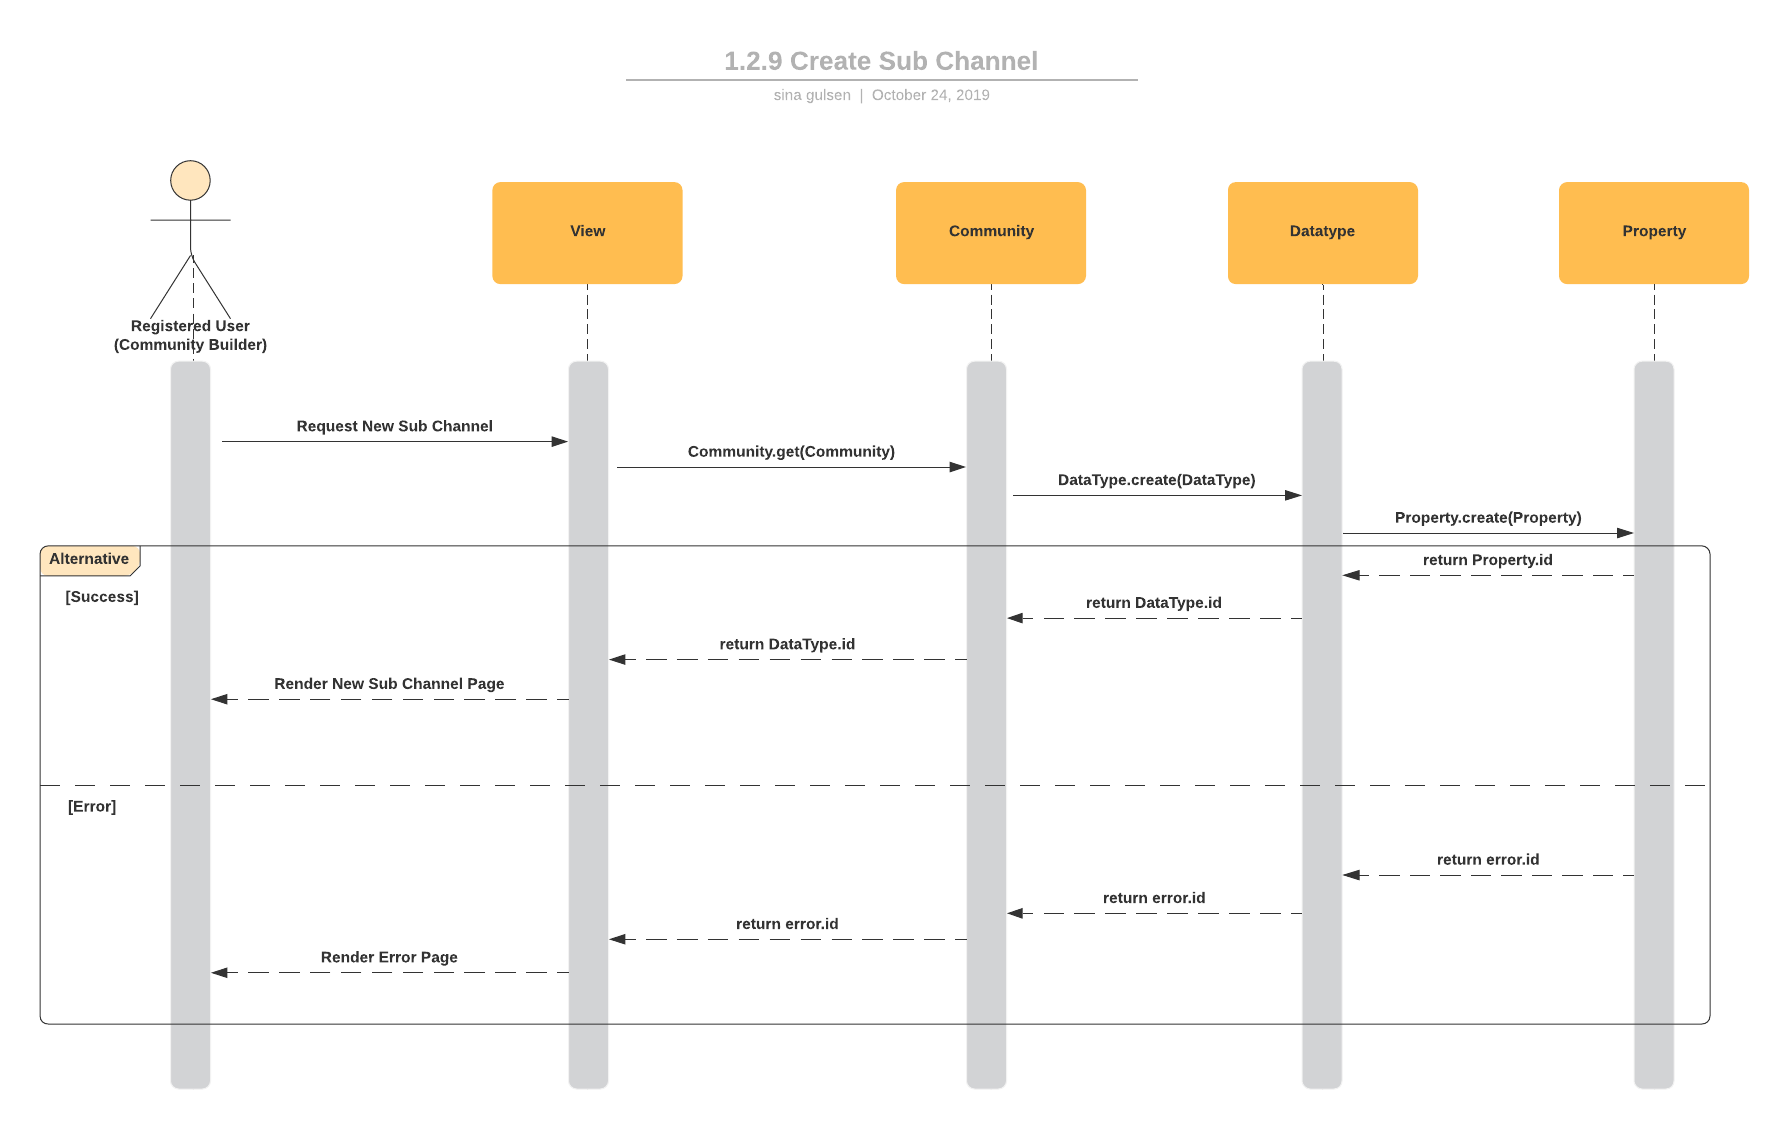 1.2.9 Create Sub Channel
sina gulsen | October 24, 2019
View
Community
Datatype
Property
Registered User
(Community Builder)
Request New Sub Channel
Community.get(Community)
DataType.create(DataType)
Property.create(Property)
Alternative
return Property.id
[Success]
return DataType.id
return DataType.id
Render New Sub Channel Page
[Error]
return error.id
return error.id
return error.id
Render Error Page